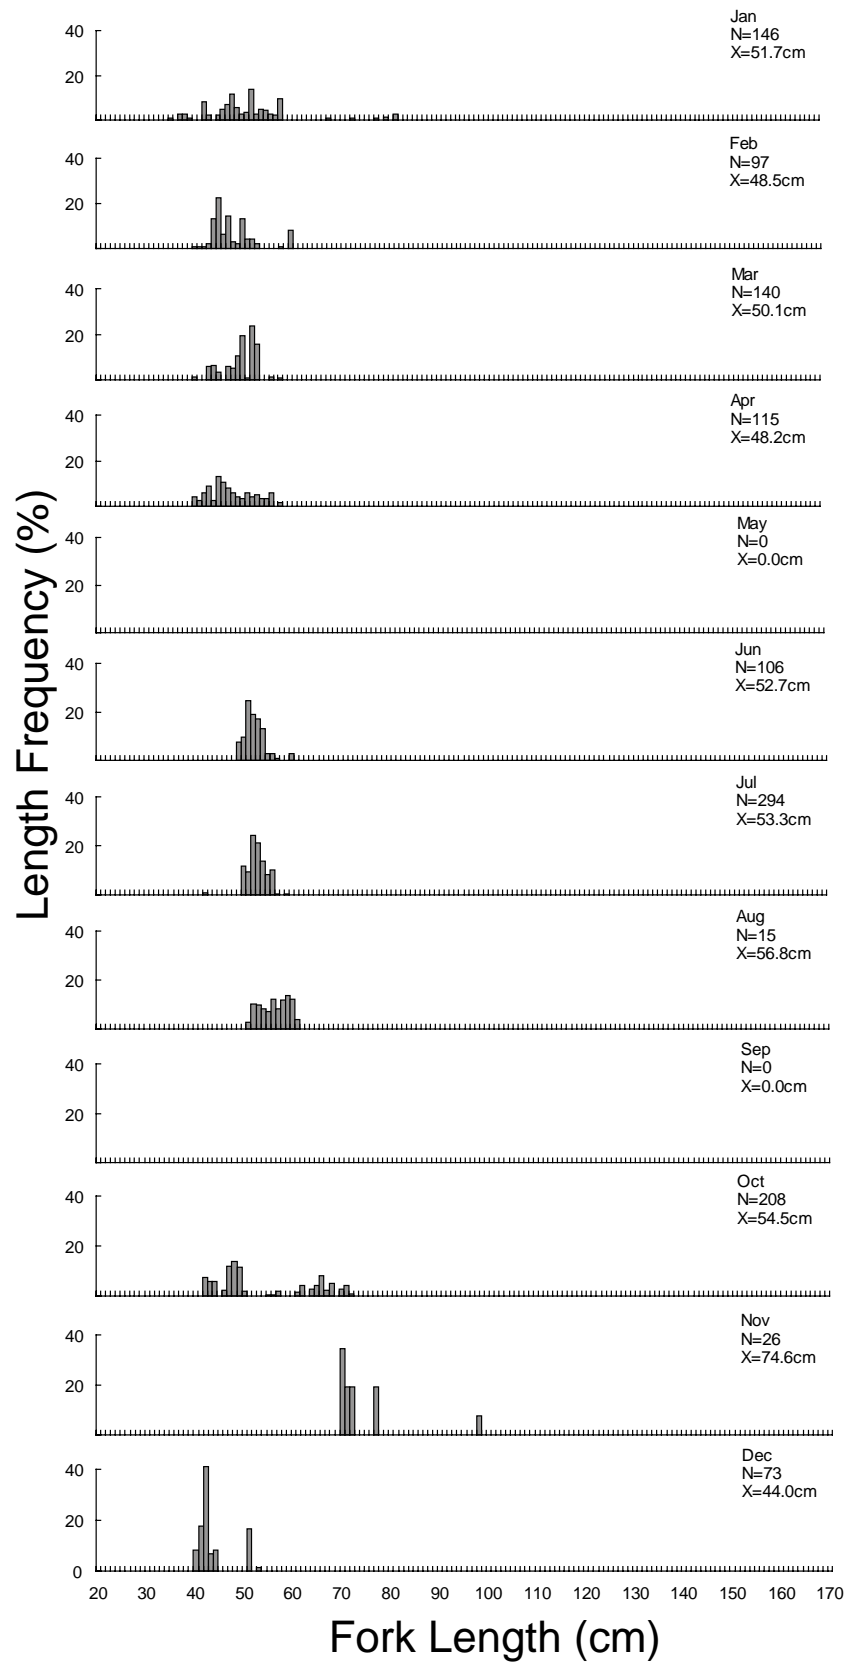 Jan
N=146
X=51.7cm
40
20
Feb
N=97
X=48.5cm
40
20
Mar
N=140
X=50.1cm
40
20
Apr
N=115
X=48.2cm
40
20
May
N=0
X=0.0cm
40
20
Jun
N=106
X=52.7cm
40
20
Jul
N=294
X=53.3cm
40
20
Aug
N=15
X=56.8cm
40
20
Sep
N=0
X=0.0cm
40
20
Oct
N=208
X=54.5cm
40
20
Nov
N=26
X=74.6cm
40
20
Dec
N=73
X=44.0cm
40
20
0
Length Frequency (%)
20 30 40 50 60 70 80 90 100 110 120 130 140 150 160 170
Fork Length (cm)